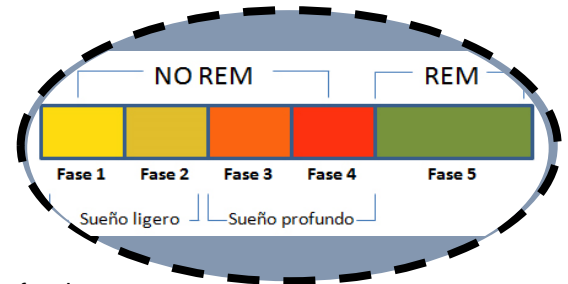 NO REM REM
Fase 1 Fase 2 Fase 3 Fase 4 Fase 5
Sueño ligero Sueño profundo